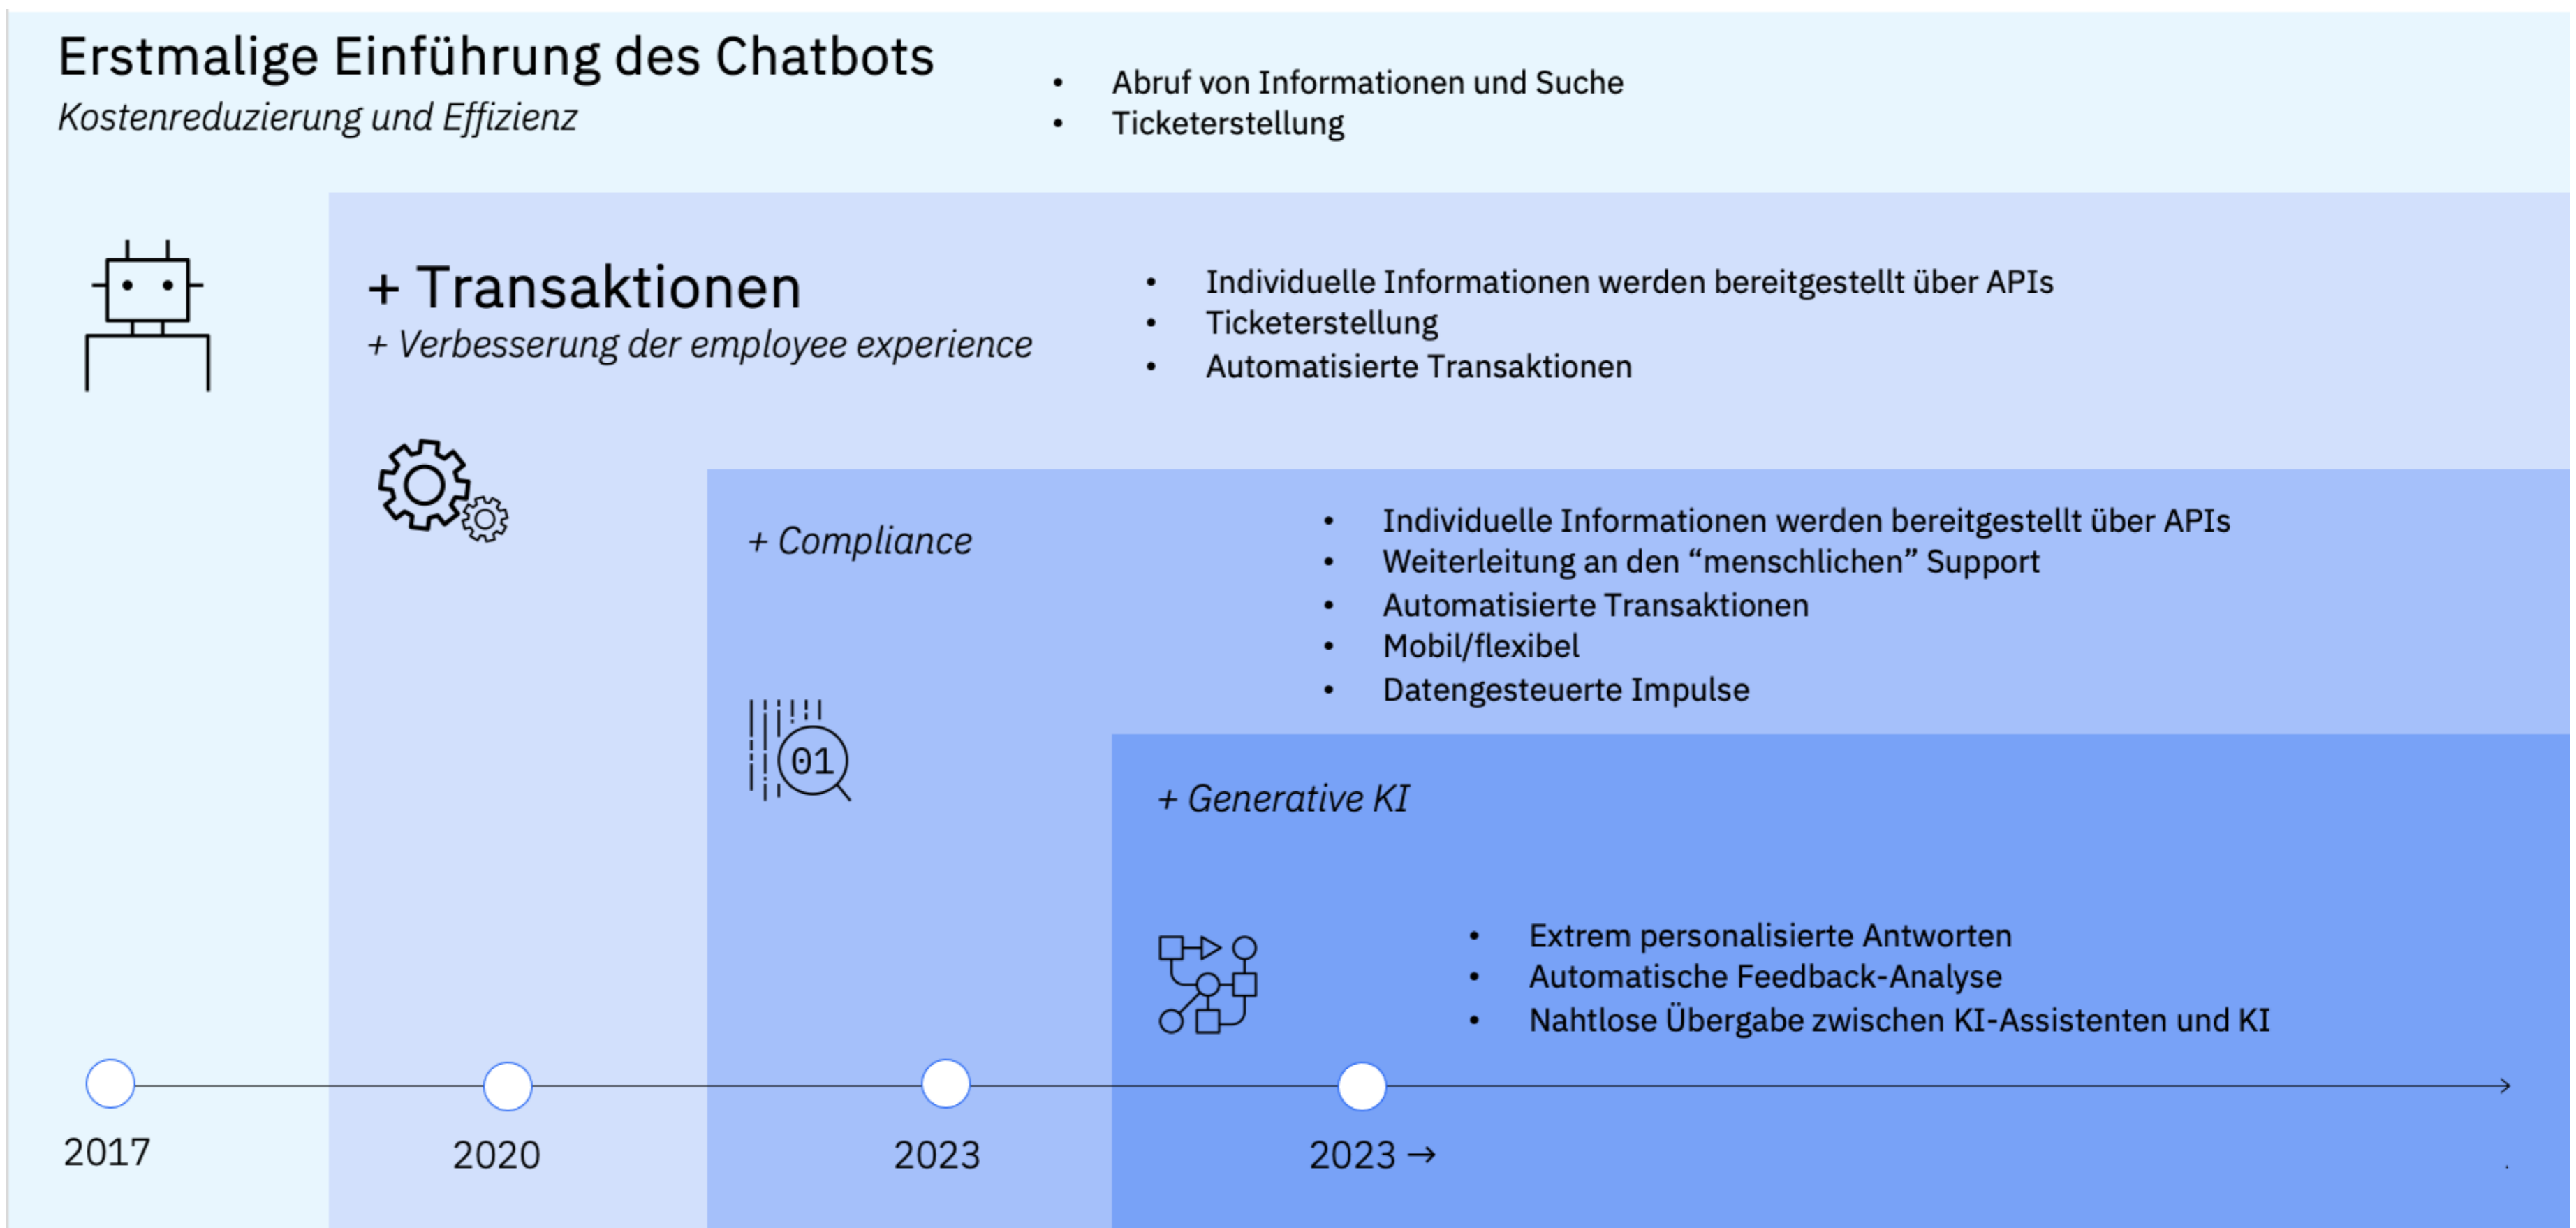 Erstmalige Einführung des Chatbots
Kostenreduzierung und Effizienz
• Abruf von Informationen und Suche
• Ticketerstellung
+ Transaktionen
+ Verbesserung der employee experience
• Individuelle Informationen werden bereitgestellt über APIs
• Ticketerstellung
• Automatisierte Transaktionen
+ Compliance
• Individuelle Informationen werden bereitgestellt über APIs
• Weiterleitung an den “menschlichen” Support
• Automatisierte Transaktionen
• Mobil/flexibel
• Datengesteuerte Impulse
01
+ Generative KI
• Extrem personalisierte Antworten
• Automatische Feedback-Analyse
• Nahtlose Übergabe zwischen KI-Assistenten und KI
2017
2020
2023
2023 →
.